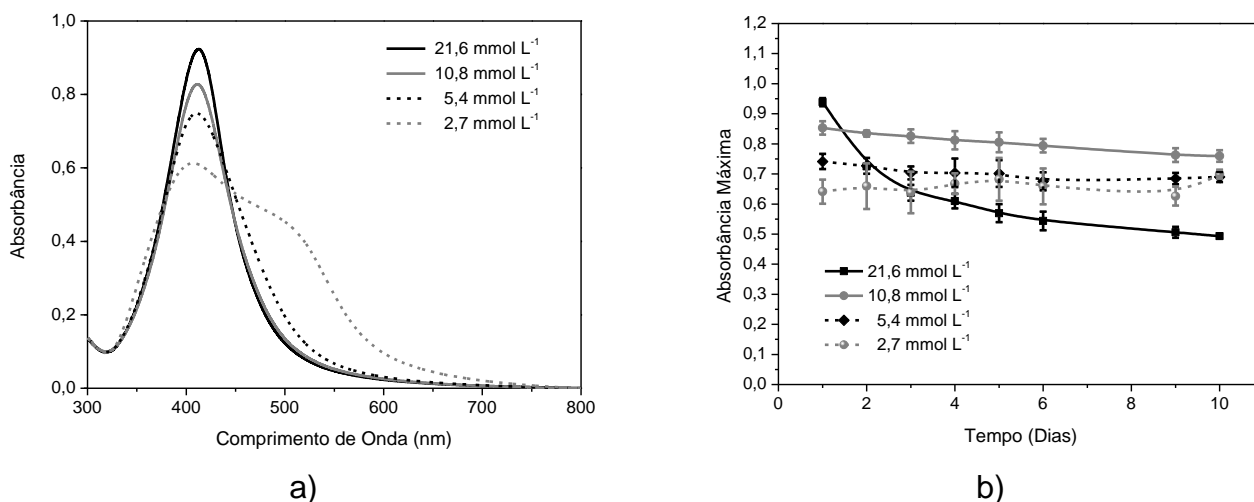 1,0
0,8
0,6
0,4
0,2
0,0
Absorbância
21,6 mmol L⁻¹
10,8 mmol L⁻¹
5,4 mmol L⁻¹
2,7 mmol L⁻¹
300 400 500 600 700 800
Comprimento de Onda (nm)
a)
1,2
1,1
1,0
0,9
0,8
0,7
0,6
0,5
0,4
0,3
0,2
0,1
0,0
Absorbância Máxima
21,6 mmol L⁻¹
10,8 mmol L⁻¹
5,4 mmol L⁻¹
2,7 mmol L⁻¹
0 2 4 6 8 10
Tempo (Dias)
b)